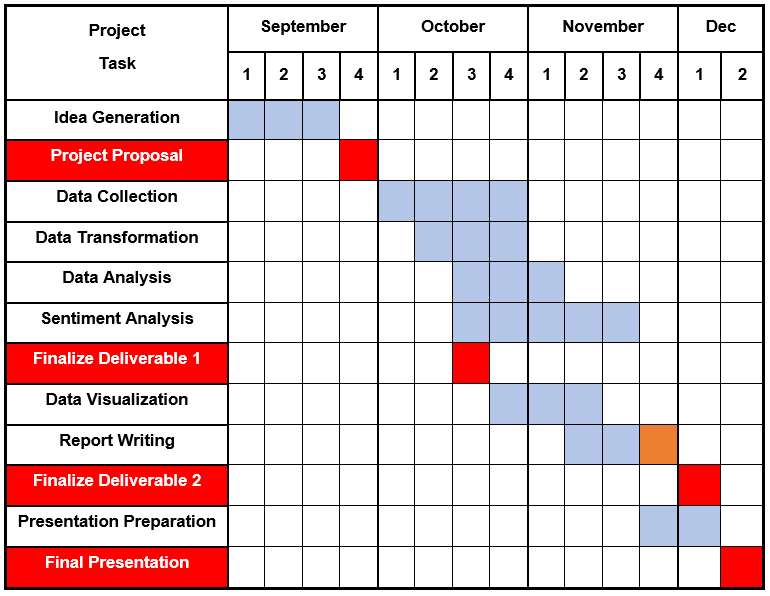 Project
Task
September October November Dec
1 2 3 4 1 2 3 4 1 2 3 4 1 2
Idea Generation
Project Proposal
Data Collection
Data Transformation
Data Analysis
Sentiment Analysis
Finalize Deliverable 1
Data Visualization
Report Writing
Finalize Deliverable 2
Presentation Preparation
Final Presentation